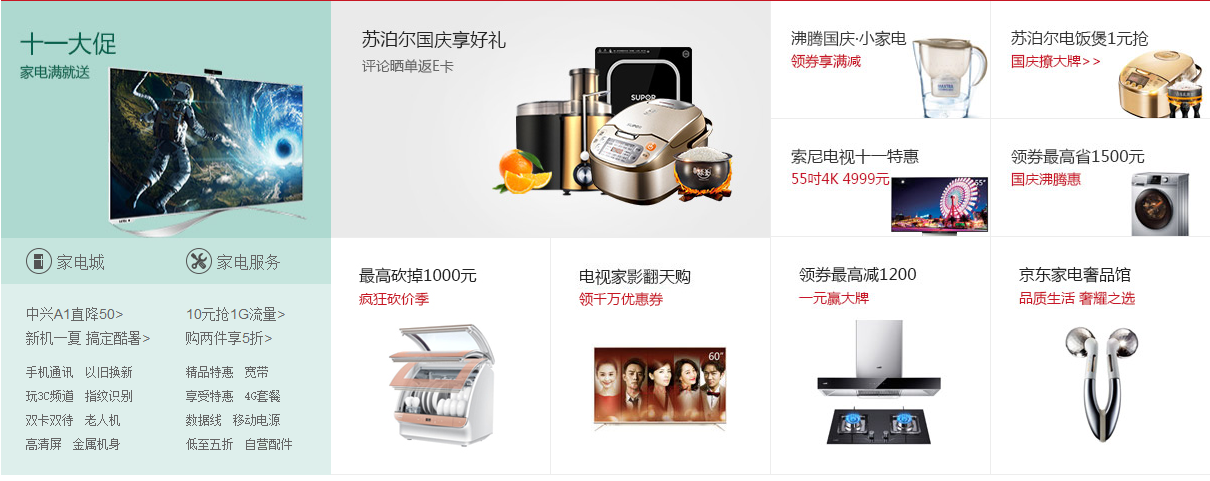 十一大促
家电满就送
家电城
家电服务
中兴A1直降50>
10元抢1G流量>
新机一夏 搞定酷署>
购两件享5折>
手机通讯 以旧换新
精品特惠 宽带
玩3C频道 指纹识别
享受特惠 4G套餐
双卡双待 老人机
数据线 移动电源
高清屏 金属机身
低至五折 自营配件
苏泊尔国庆享好礼
评论晒单返E卡
SUPOR
沸腾国庆·小家电
领券享满减
苏泊尔电饭煲1元抢
国庆撩大牌>>
索尼电视十一特惠
55吋4K 4999元
55"
领券最高省1500元
国庆沸腾惠
最高砍掉1000元
疯狂砍价季
电视家影翻天购
领千万优惠券
60"
领券最高减1200
一元赢大牌
京东家电奢品馆
品质生活 奢耀之选